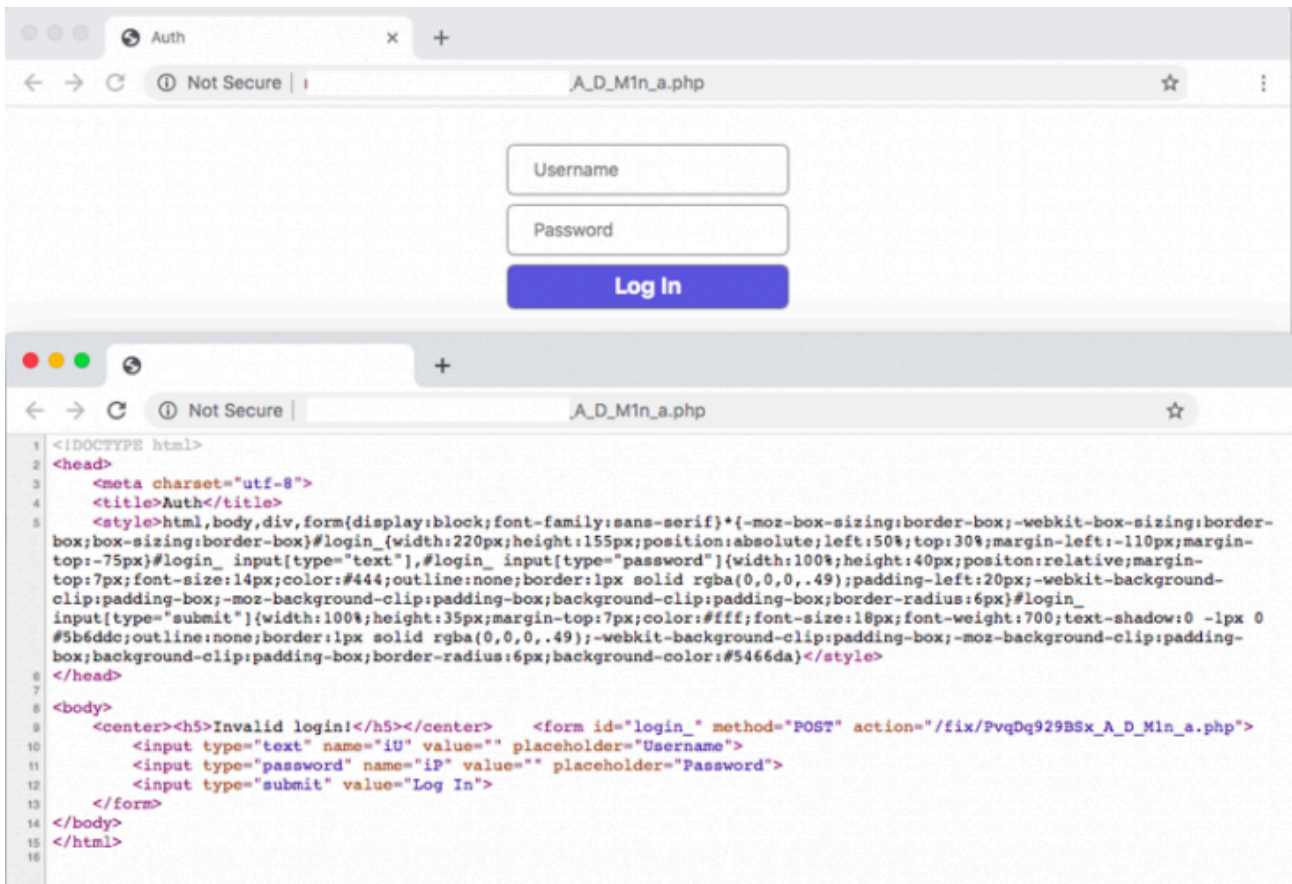 Auth
Not Secure
_A_D_M1n_a.php
Username
Password
Log In
Not Secure
_A_D_M1n_a.php
1 <!DOCTYPE html>
2 <head>
3 <meta charset="utf-8">
4 <title>Auth</title>
5 <style>html,body,div,form{display:block;font-family:sans-serif}*{-moz-box-sizing:border-box;-webkit-box-sizing:border-
box;box-sizing:border-box}#login_{width:220px;height:155px;position:absolute;left:50%;top:30%;margin-left:-110px;margin-
top:-75px}#login_ input[type="text"],#login_ input[type="password"]{width:100%;height:40px;positon:relative;margin-
top:7px;font-size:14px;color:#444;outline:none;border:1px solid rgba(0,0,0,.49);padding-left:20px;-webkit-background-
clip:padding-box;-moz-background-clip:padding-box;background-clip:padding-box;border-radius:6px}#login_
input[type="submit"]{width:100%;height:35px;margin-top:7px;color:#fff;font-size:18px;font-weight:700;text-shadow:0 -1px 0
#5b6ddc;outline:none;border:1px solid rgba(0,0,0,.49);-webkit-background-clip:padding-box;-moz-background-clip:padding-
box;background-clip:padding-box;border-radius:6px;background-color:#5466da}</style>
6 </head>
7
8 <body>
9 <center><h5>Invalid login!</h5></center> <form id="login_" method="POST" action="/fix/PvqDq929BSx_A_D_M1n_a.php">
10 <input type="text" name="iU" value="" placeholder="Username">
11 <input type="password" name="iP" value="" placeholder="Password">
12 <input type="submit" value="Log In">
13 </form>
14 </body>
15 </html>
16